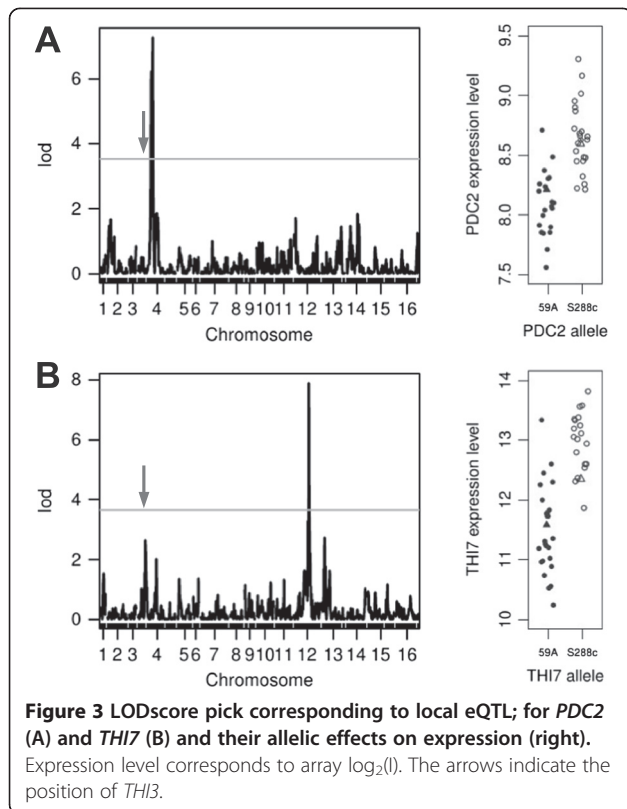 A
6
4
2
0
lod
1 2 3 4 5 6 7 8 9 10 11 12 13 14 16
Chromosome
9.5
9.0
8.5
8.0
7.5
PDC2 expression level
59A S288c
PDC2 allele
B
8
6
4
2
0
lod
1 2 3 4 5 6 7 8 9 10 11 12 13 14 16
Chromosome
14
13
12
11
10
THI7 expression level
59A S288c
THI7 allele
Figure 3 LODscore pick corresponding to local eQTL; for PDC2
(A) and THI7 (B) and their allelic effects on expression (right).
Expression level corresponds to array log₂(I). The arrows indicate the
position of THI3.